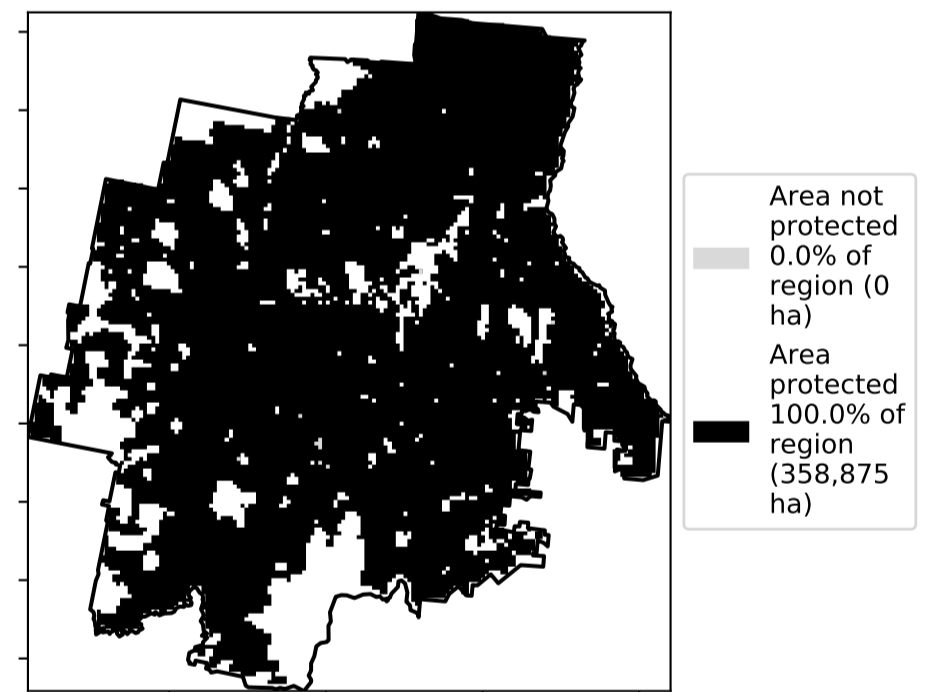 Area not
protected
0.0% of
region (0
ha)
Area
protected
100.0% of
region
(358,875
ha)